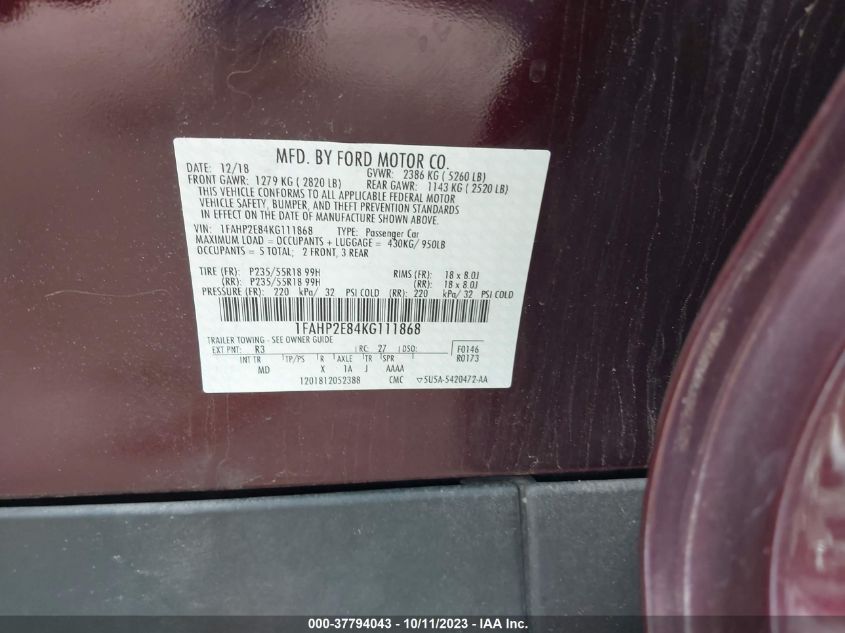 MFD. BY FORD MOTOR CO.
DATE: 12/18 GVWR: 2386 KG ( 5260 LB)
FRONT GAWR: 1279 KG ( 2820 LB) REAR GAWR: 1143 KG ( 2520 LB)
THIS VEHICLE CONFORMS TO ALL APPLICABLE FEDERAL MOTOR
VEHICLE SAFETY, BUMPER, AND THEFT PREVENTION STANDARDS
IN EFFECT ON THE DATE OF MANUFACTURE SHOWN ABOVE.
VIN: 1FAHP2E84KG111868 TYPE: Passenger Car
MAXIMUM LOAD = OCCUPANTS + LUGGAGE = 430KG/ 950LB
OCCUPANTS = 5 TOTAL; 2 FRONT, 3 REAR
TIRE (FR): P235/55R18 99H RIMS (FR): 18 x 8.0J
(RR): P235/55R18 99H (RR): 18 x 8.0J
PRESSURE (FR): 220 kPa/ 32 PSI COLD (RR): 220 kPa/ 32 PSI COLD
1FAHP2E84KG111868
TRAILER TOWING - SEE OWNER GUIDE
EXT PNT: R3 RC: 27 DSO: F0146
INT TR TP/PS R AXLE TR SPR R0173
MD X 1A J AAAA
1201812052388 CMC ▽5U5A-5420472-AA
000-37794043 - 10/11/2023 - IAA Inc.